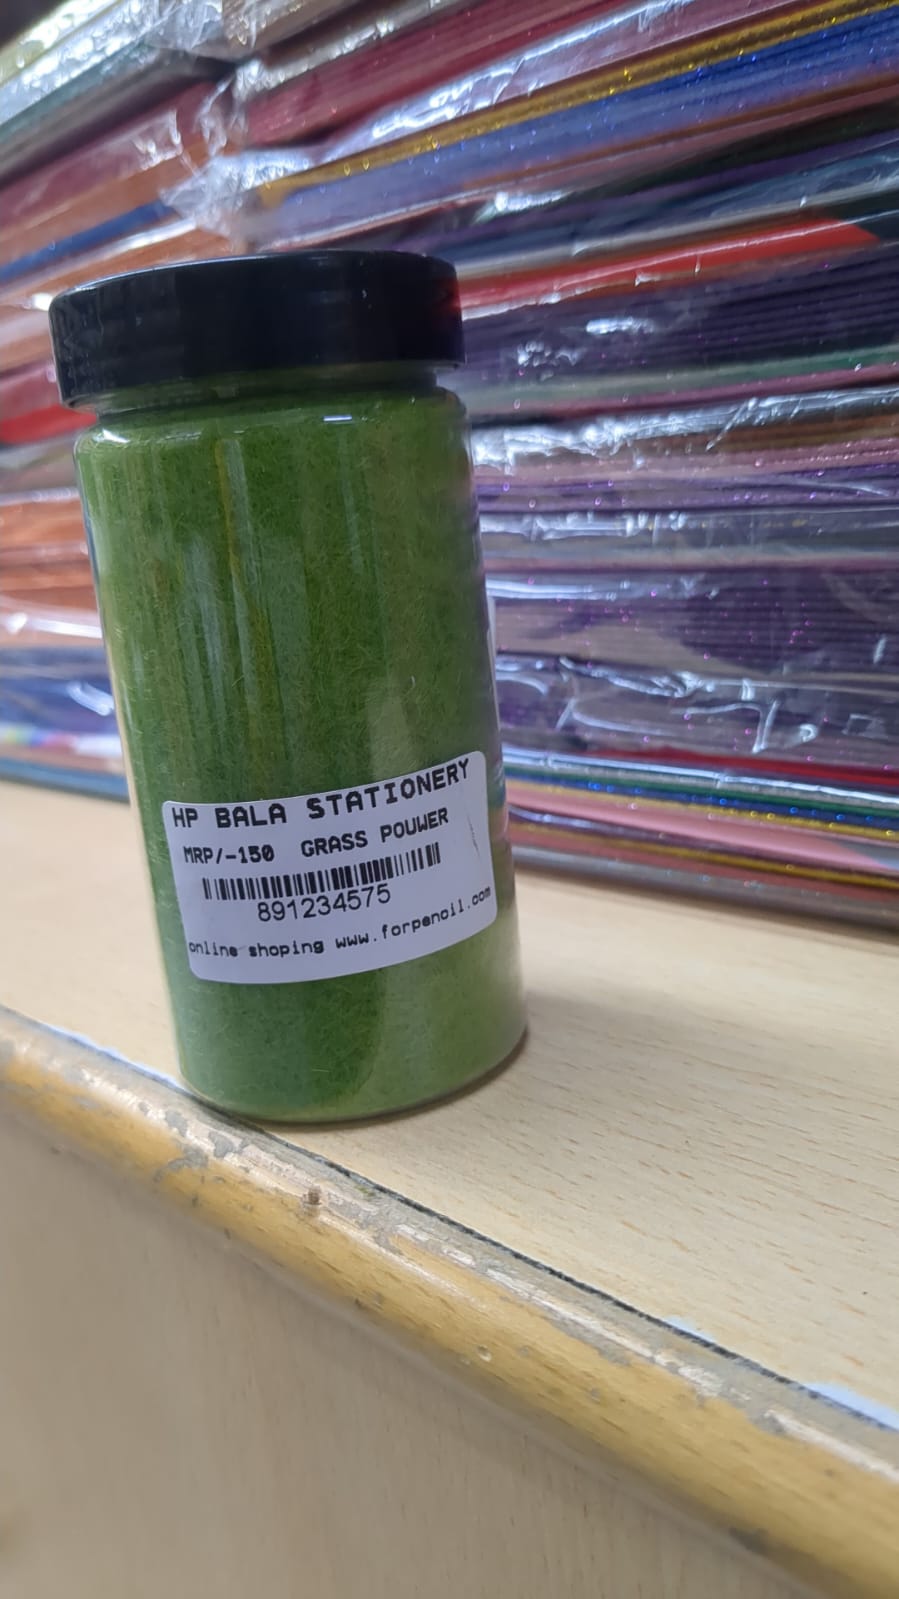 HP BALA STATIONERY
MRP/-150 GRASS POUWER
891234575
online shoping www.forpencil.com